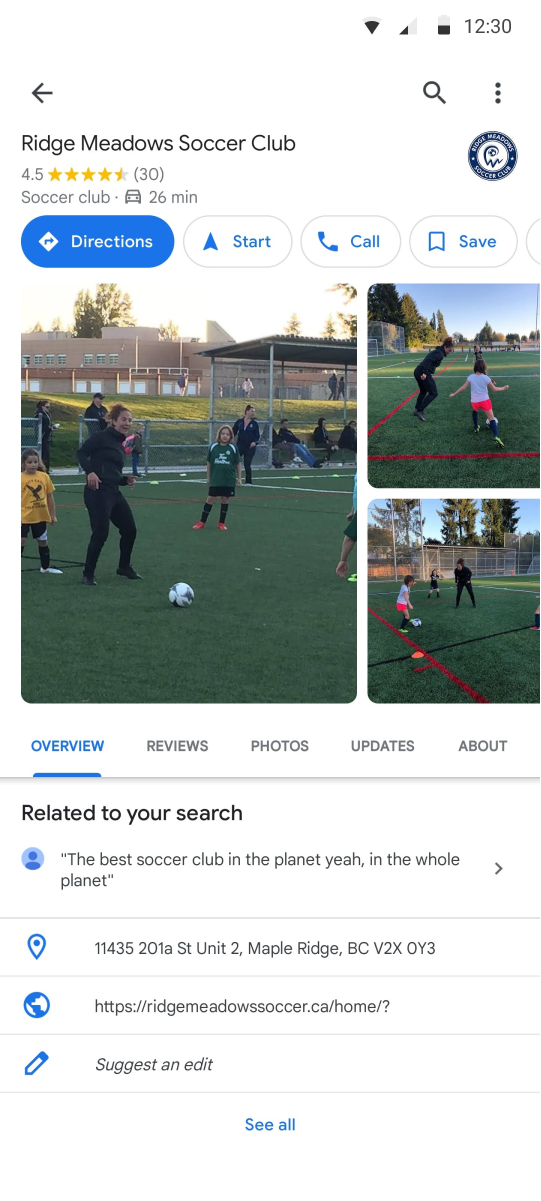 12:30
Ridge Meadows Soccer Club
4.5 (30)
Soccer club · 26 min
RIDGE MEADOWS
SOCCER CLUB
Directions
Start
Call
Save
OVERVIEW
REVIEWS
PHOTOS
UPDATES
ABOUT
Related to your search
"The best soccer club in the planet yeah, in the whole
planet"
11435 201a St Unit 2, Maple Ridge, BC V2X 0Y3
https://ridgemeadowssoccer.ca/home/?
Suggest an edit
See all